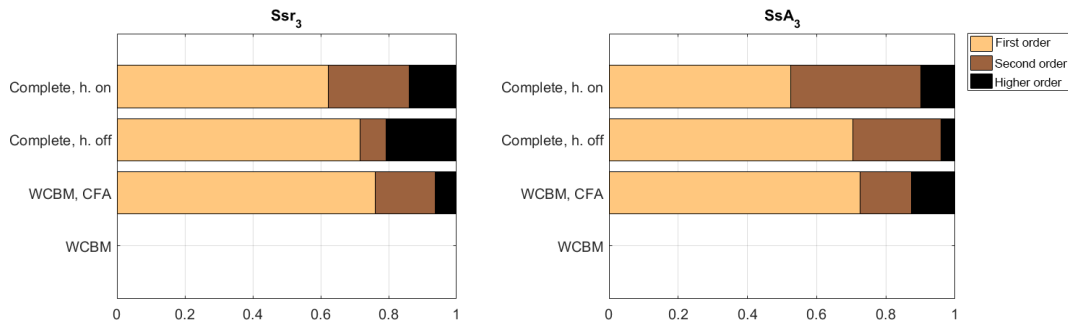 Ssr3
Complete, h. on
Complete, h. off
WCBM, CFA
WCBM
0 0.2 0.4 0.6 0.8 1
SsA3
Complete, h. on
Complete, h. off
WCBM, CFA
WCBM
0 0.2 0.4 0.6 0.8 1
First order
Second order
Higher order